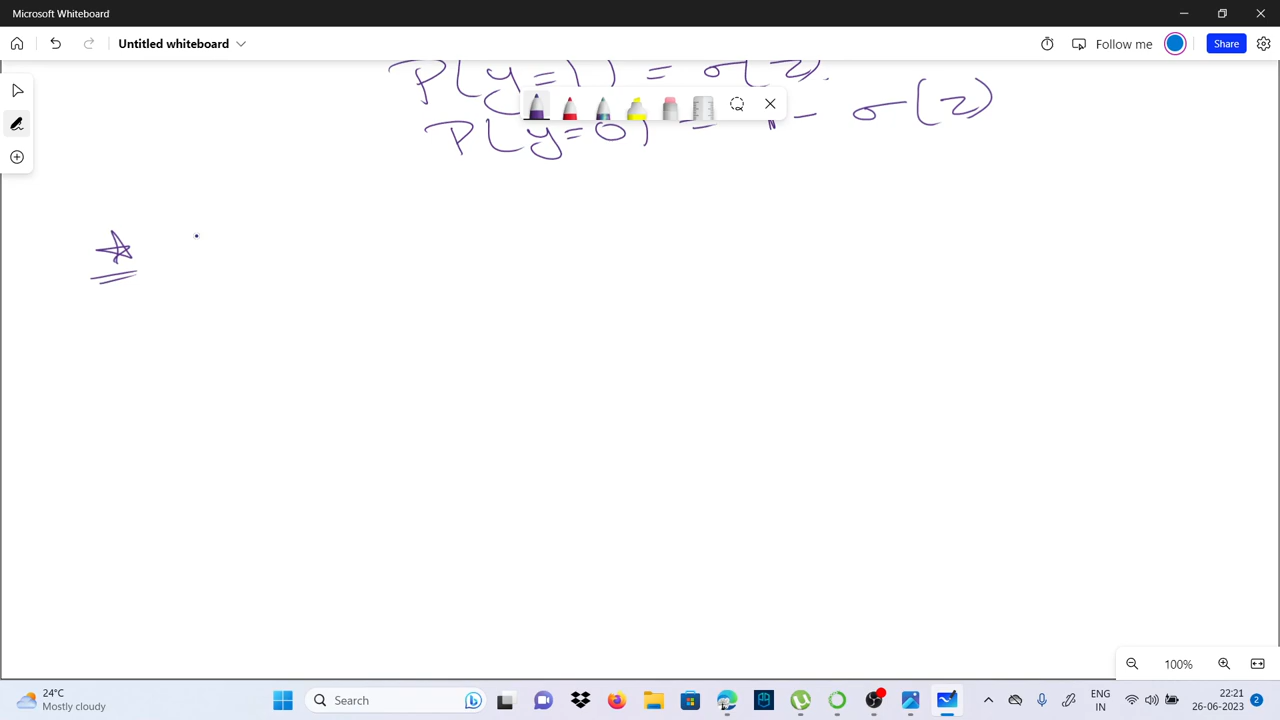 Microsoft Whiteboard
Untitled whiteboard
Follow me
Share
P(y=1) = σ(z).
P(y=0) = 1 - σ(z)
100%
24°C
Mostly cloudy
Search
ENG
IN
22:21
26-06-2023
2